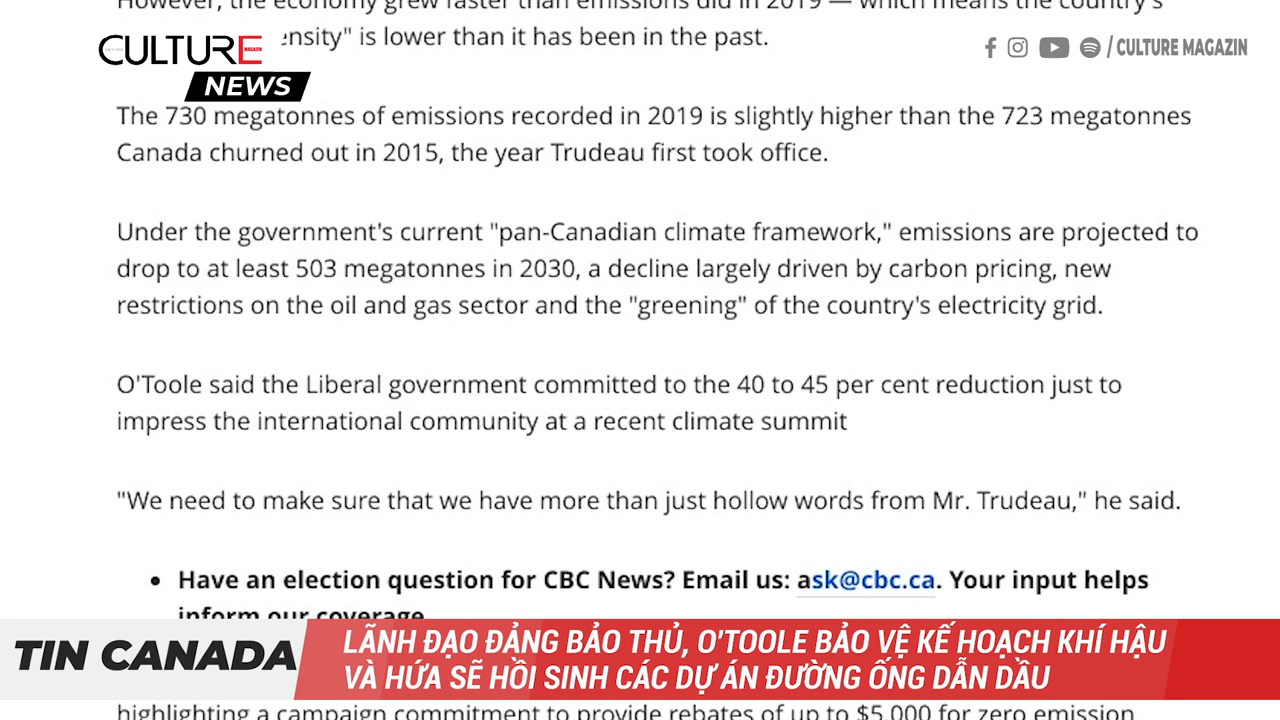 However, the economy grew faster than emissions did in 2019 — which means the country's
CULTURE MAGAZIN
ensity" is lower than it has been in the past.
/ CULTURE MAGAZIN
NEWS
The 730 megatonnes of emissions recorded in 2019 is slightly higher than the 723 megatonnes
Canada churned out in 2015, the year Trudeau first took office.
Under the government's current "pan-Canadian climate framework," emissions are projected to
drop to at least 503 megatonnes in 2030, a decline largely driven by carbon pricing, new
restrictions on the oil and gas sector and the "greening" of the country's electricity grid.
O'Toole said the Liberal government committed to the 40 to 45 per cent reduction just to
impress the international community at a recent climate summit
"We need to make sure that we have more than just hollow words from Mr. Trudeau," he said.
• Have an election question for CBC News? Email us: ask@cbc.ca. Your input helps
inform our coverage.
TIN CANADA
LÃNH ĐẠO ĐẢNG BẢO THỦ, O'TOOLE BẢO VỆ KẾ HOẠCH KHÍ HẬU
VÀ HỨA SẼ HỒI SINH CÁC DỰ ÁN ĐƯỜNG ỐNG DẪN DẦU
highlighting a campaign commitment to provide rebates of up to $5,000 for zero emission